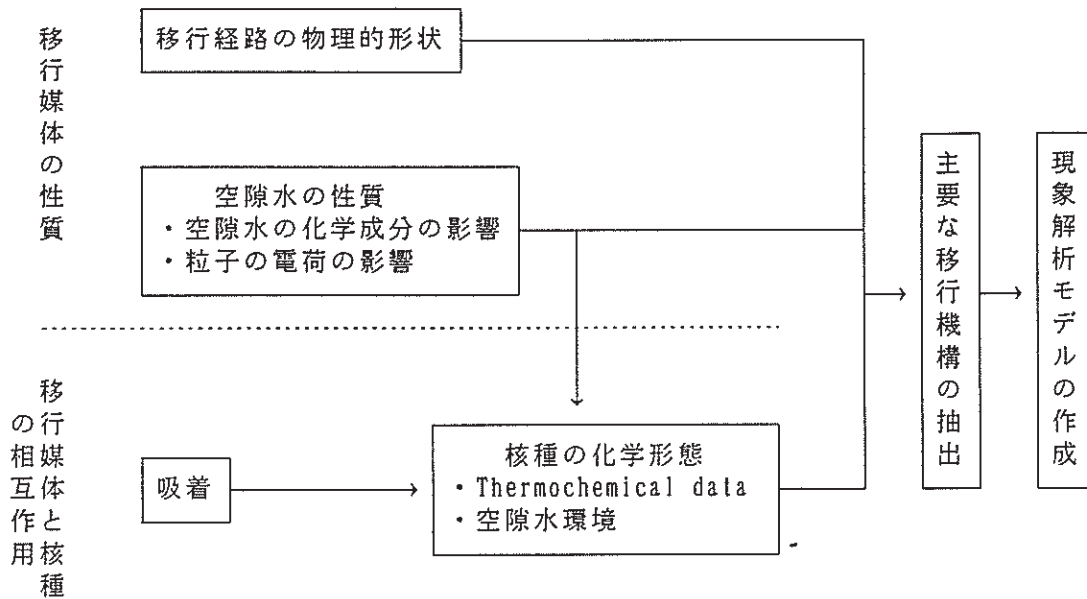 移行媒体の性質
移行経路の物理的形状
空隙水の性質
・空隙水の化学成分の影響
・粒子の電荷の影響
移行媒体と核種
の相互作用
吸着
核種の化学形態
・Thermochemical data
・空隙水環境
主要な移行機構の抽出
現象解析モデルの作成